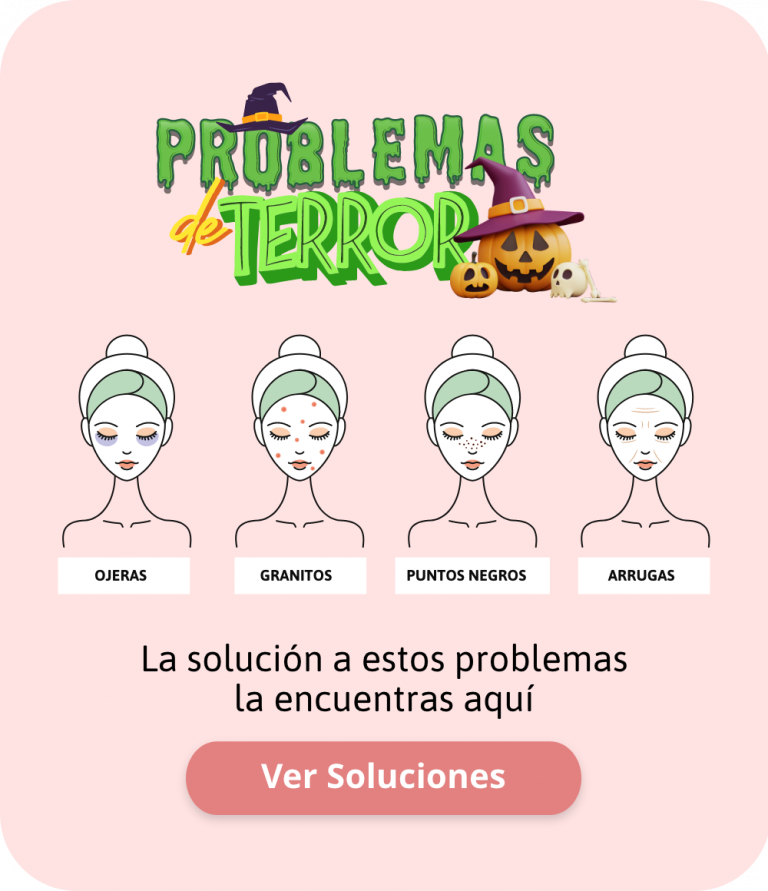 PROBLEMAS
de TERROR
OJERAS
GRANITOS
PUNTOS NEGROS
ARRUGAS
La solución a estos problemas
la encuentras aquí
Ver Soluciones